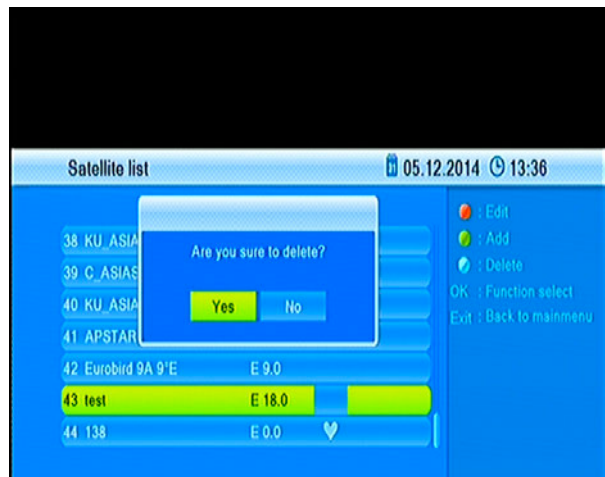 Satellite list
31 05.12.2014 13:36
: Edit
: Add
: Delete
OK : Function select
Exit : Back to mainmenu
Are you sure to delete?
Yes No
38 KU_ASIA
39 C_ASIAS
40 KU_ASIA
41 APSTAR
42 Eurobird 9A 9°E E 9.0
43 test E 18.0
44 138 E 0.0